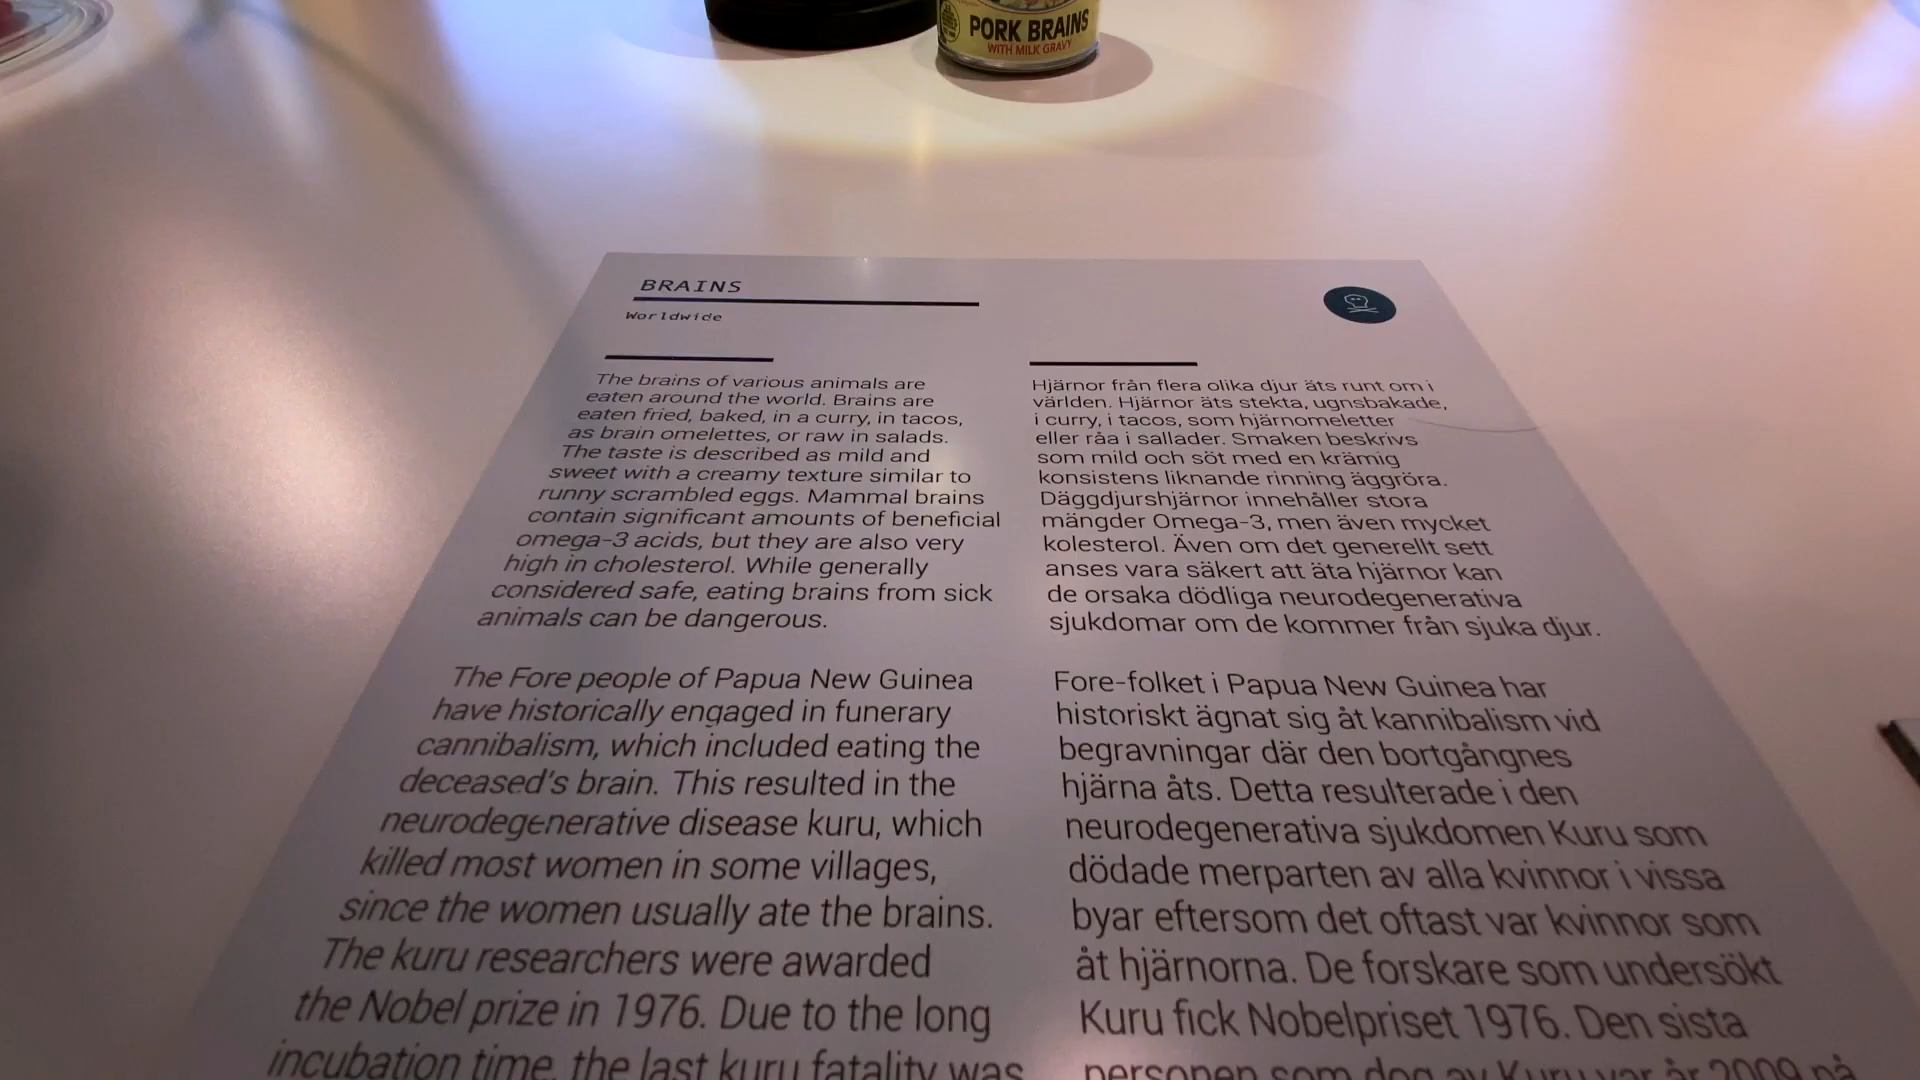 PORK BRAINS
WITH MILK GRAVY
BRAINS
Worldwide
The brains of various animals are
eaten around the world. Brains are
eaten fried, baked, in a curry, in tacos,
as brain omelettes, or raw in salads.
The taste is described as mild and
sweet with a creamy texture similar to
runny scrambled eggs. Mammal brains
contain significant amounts of beneficial
omega-3 acids, but they are also very
high in cholesterol. While generally
considered safe, eating brains from sick
animals can be dangerous.
The Fore people of Papua New Guinea
have historically engaged in funerary
cannibalism, which included eating the
deceased's brain. This resulted in the
neurodegenerative disease kuru, which
killed most women in some villages,
since the women usually ate the brains.
The kuru researchers were awarded
the Nobel prize in 1976. Due to the long
incubation time, the last kuru fatality was
Hjärnor från flera olika djur äts runt om i
världen. Hjärnor äts stekta, ugnsbakade,
i curry, i tacos, som hjärnomeletter
eller råa i sallader. Smaken beskrivs
som mild och söt med en krämig
konsistens liknande rinning äggröra.
Däggdjurshjärnor innehåller stora
mängder Omega-3, men även mycket
kolesterol. Även om det generellt sett
anses vara säkert att äta hjärnor kan
de orsaka dödliga neurodegenerativa
sjukdomar om de kommer från sjuka djur.
Fore-folket i Papua New Guinea har
historiskt ägnat sig åt kannibalism vid
begravningar där den bortgångnes
hjärna åts. Detta resulterade i den
neurodegenerativa sjukdomen Kuru som
dödade merparten av alla kvinnor i vissa
byar eftersom det oftast var kvinnor som
åt hjärnorna. De forskare som undersökt
Kuru fick Nobelpriset 1976. Den sista
personen som dog av Kuru var år 2009 på